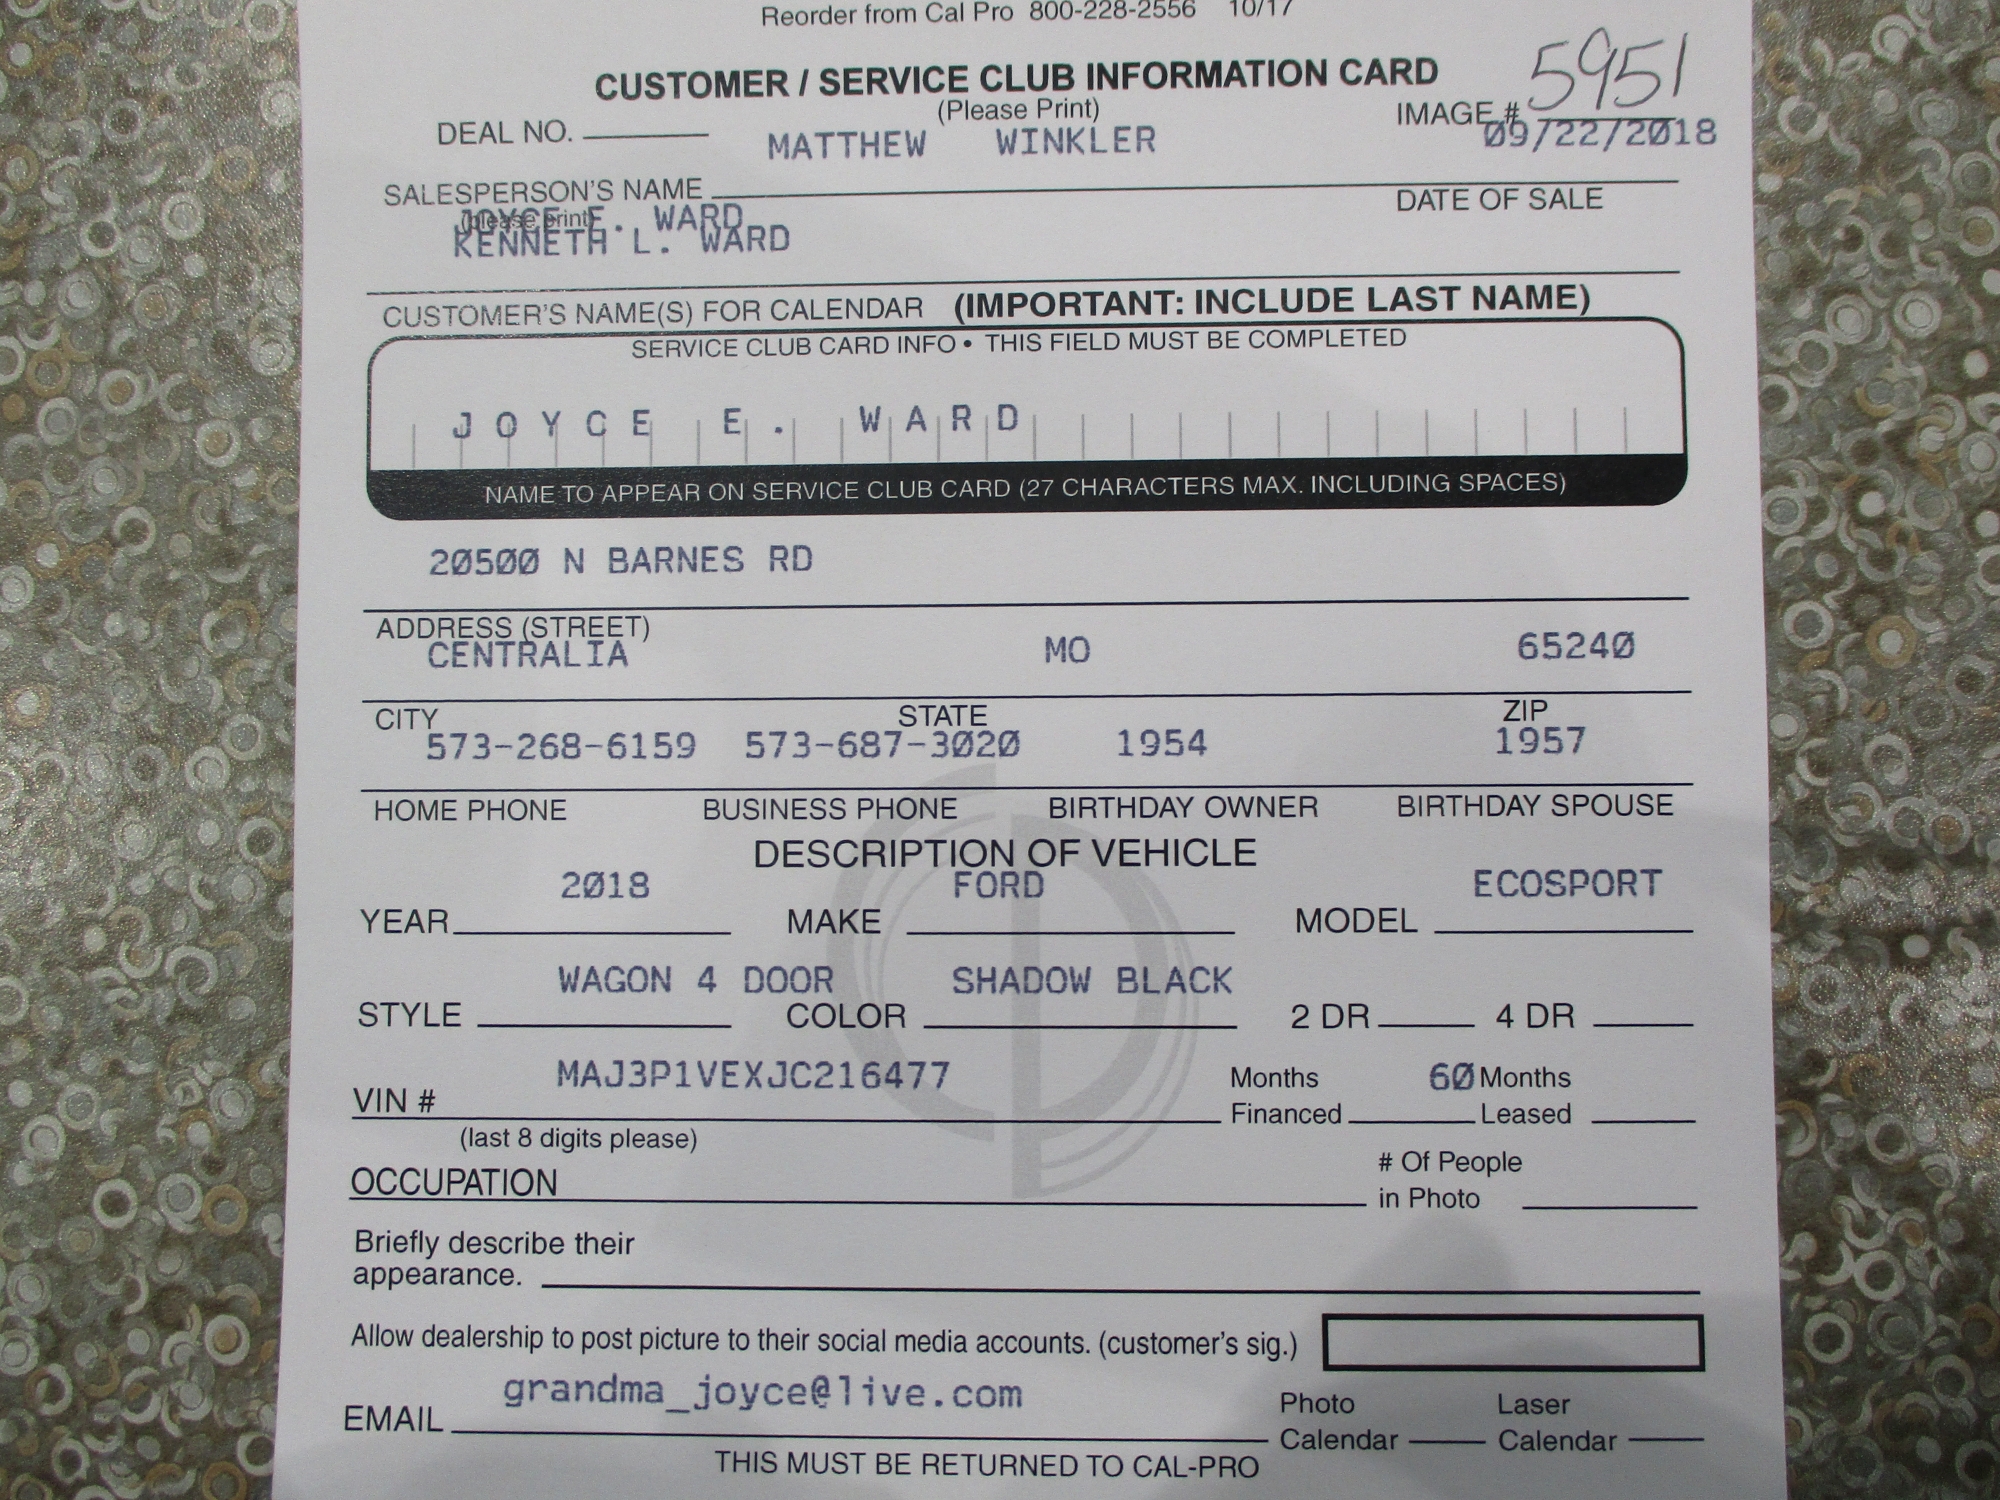 Reorder from Cal Pro 800-228-2556 10/17
CUSTOMER / SERVICE CLUB INFORMATION CARD
(Please Print)
IMAGE # 5951
DEAL NO.
MATTHEW WINKLER
09/22/2018
SALESPERSON'S NAME
DATE OF SALE
(please print)
JOYCE E. WARD
KENNETH L. WARD
CUSTOMER'S NAME(S) FOR CALENDAR (IMPORTANT: INCLUDE LAST NAME)
SERVICE CLUB CARD INFO • THIS FIELD MUST BE COMPLETED
JOYCE E. WARD
NAME TO APPEAR ON SERVICE CLUB CARD (27 CHARACTERS MAX. INCLUDING SPACES)
20500 N BARNES RD
ADDRESS (STREET)
CENTRALIA MO 65240
CITY STATE ZIP
573-268-6159 573-687-3020 1954 1957
HOME PHONE BUSINESS PHONE BIRTHDAY OWNER BIRTHDAY SPOUSE
DESCRIPTION OF VEHICLE
2018 FORD ECOSPORT
YEAR MAKE MODEL
WAGON 4 DOOR SHADOW BLACK
STYLE COLOR 2 DR 4 DR
MAJ3P1VEXJC216477
VIN #
Months Financed 60 Months Leased
(last 8 digits please)
OCCUPATION
# Of People in Photo
Briefly describe their
appearance.
Allow dealership to post picture to their social media accounts. (customer's sig.)
grandma_joyce@live.com
EMAIL
Photo Calendar Laser Calendar
THIS MUST BE RETURNED TO CAL-PRO